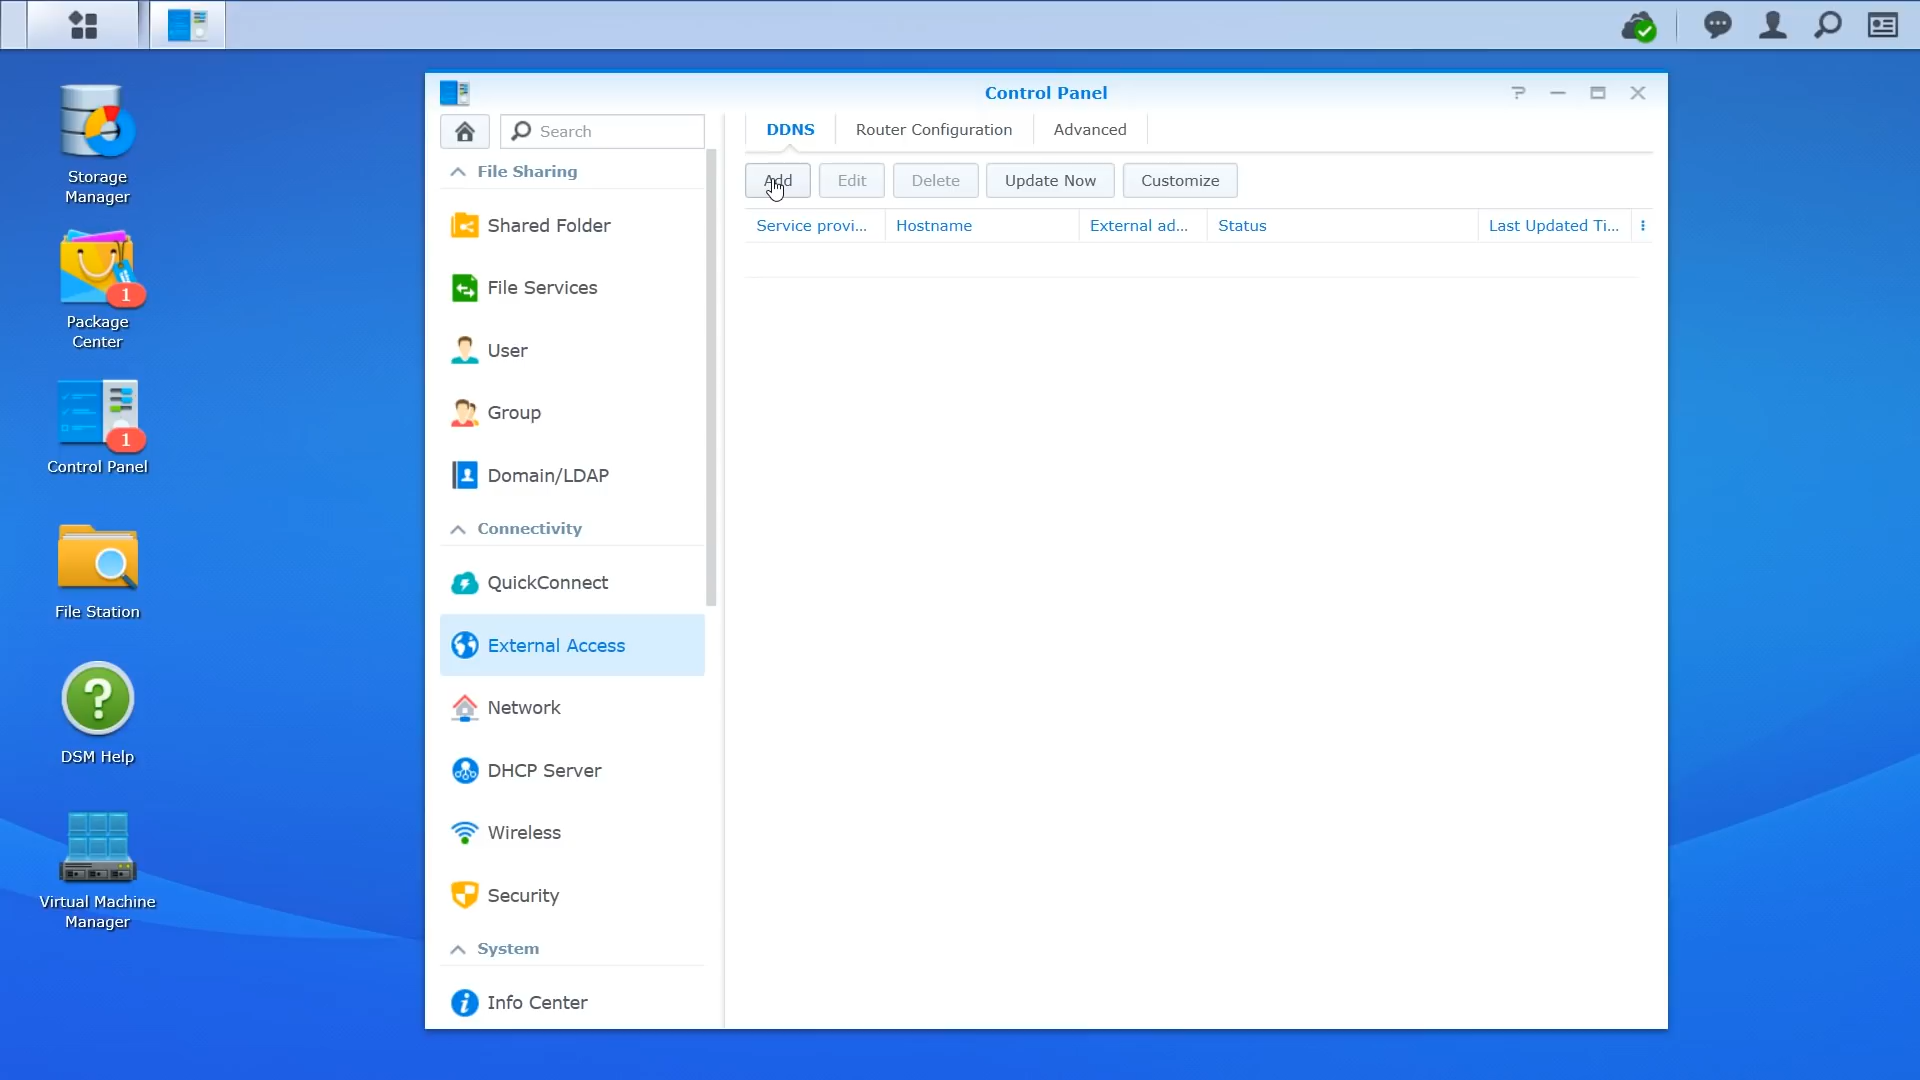 Control Panel
Search
DDNS
Router Configuration
Advanced
File Sharing
Add
Edit
Delete
Update Now
Customize
Service provi...
Hostname
External ad...
Status
Last Updated Ti...
Shared Folder
File Services
User
Group
Domain/LDAP
Connectivity
QuickConnect
External Access
Network
DHCP Server
Wireless
Security
System
Info Center
Storage
Manager
1
Package
Center
1
Control Panel
File Station
DSM Help
Virtual Machine
Manager